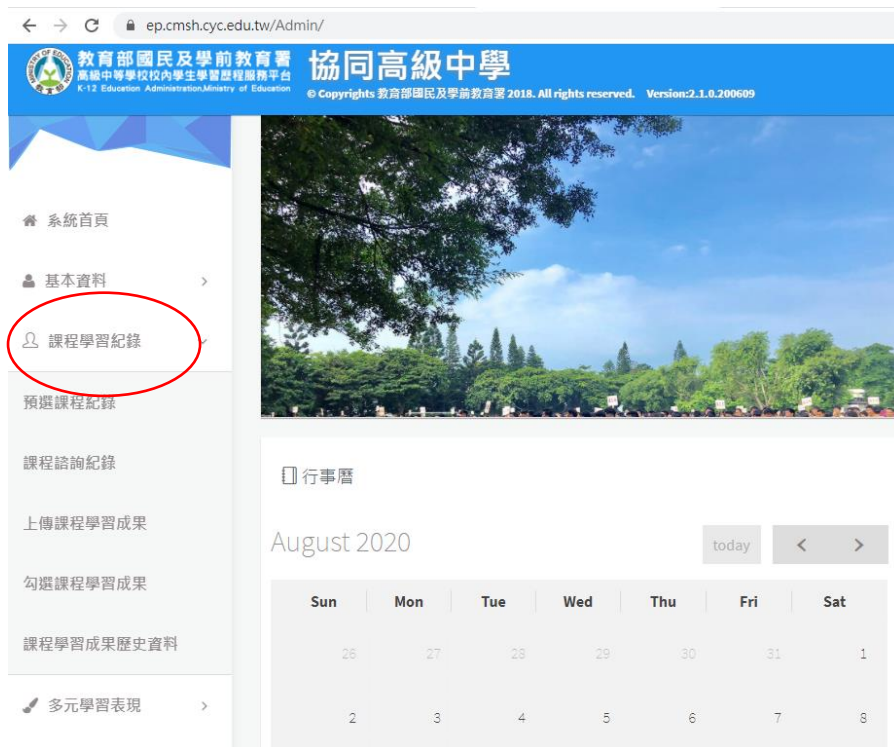 ep.cmsh.cyc.edu.tw/Admin/
教育部國民及學前教育署
高級中等學校校內學生學習歷程服務平台
K-12 Education Administration,Ministry of Education
協同高級中學
© Copyrights 教育部國民及學前教育署 2018. All rights reserved. Version:2.1.0.200609
系統首頁
基本資料
課程學習紀錄
預選課程紀錄
課程諮詢紀錄
上傳課程學習成果
勾選課程學習成果
課程學習成果歷史資料
多元學習表現
行事曆
August 2020
today
Sun Mon Tue Wed Thu Fri Sat
26 27 28 29 30 31 1
2 3 4 5 6 7 8